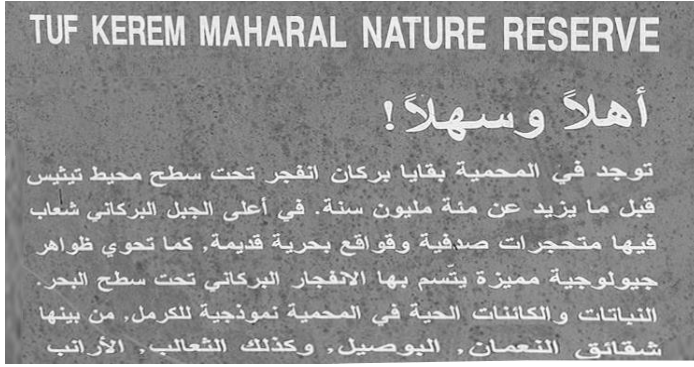 TUF KEREM MAHARAL NATURE RESERVE
أهلاً وسهلاً!
توجد في المحمية بقايا بركان انفجر تحت سطح محيط تيثيس
قبل ما يزيد عن مئة مليون سنة. في أعلى الجبل البركاني شعاب
فيها متحجرات صدفية وقواقع بحرية قديمة, كما تحوي ظواهر
جيولوجية مميزة يتّسم بها الانفجار البركاني تحت سطح البحر.
النباتات والكائنات الحية في المحمية نموذجية للكرمل, من بينها
شقائق النعمان, البوصيل, وكذلك الثعالب, الأرانب